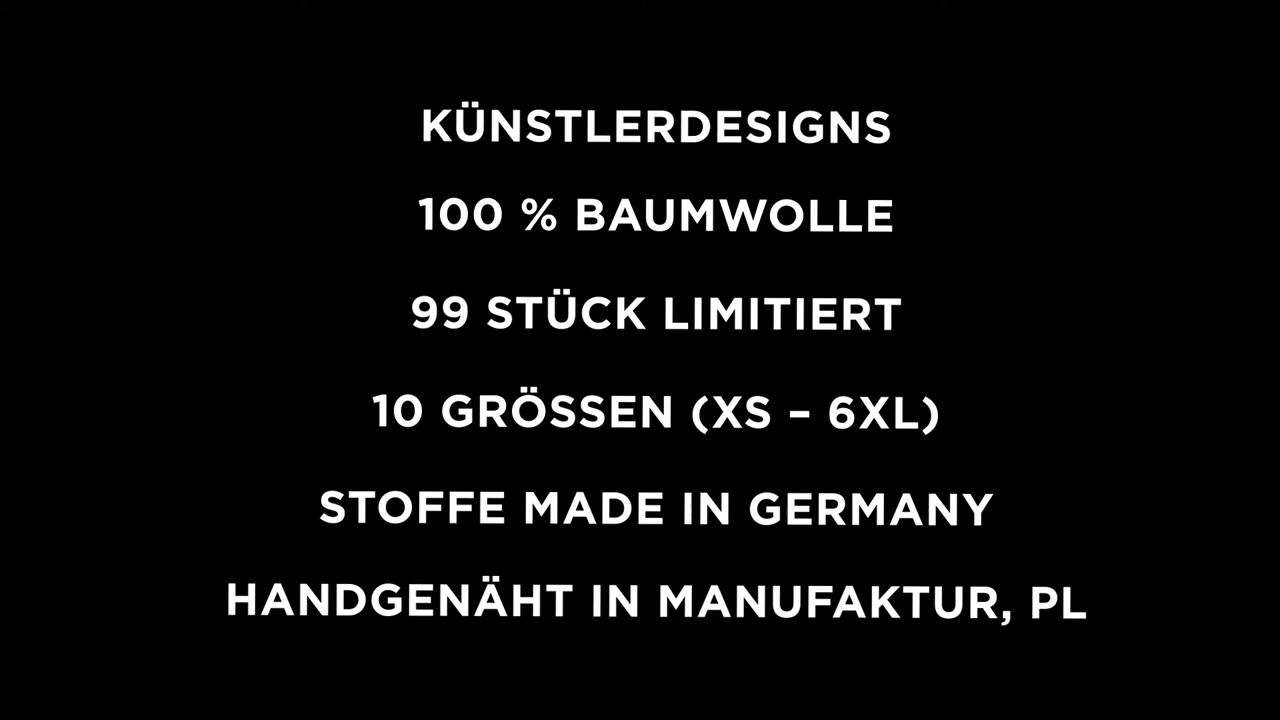 KÜNSTLERDESIGNS
100 % BAUMWOLLE
99 STÜCK LIMITIERT
10 GRÖSSEN (XS – 6XL)
STOFFE MADE IN GERMANY
HANDGENÄHT IN MANUFAKTUR, PL